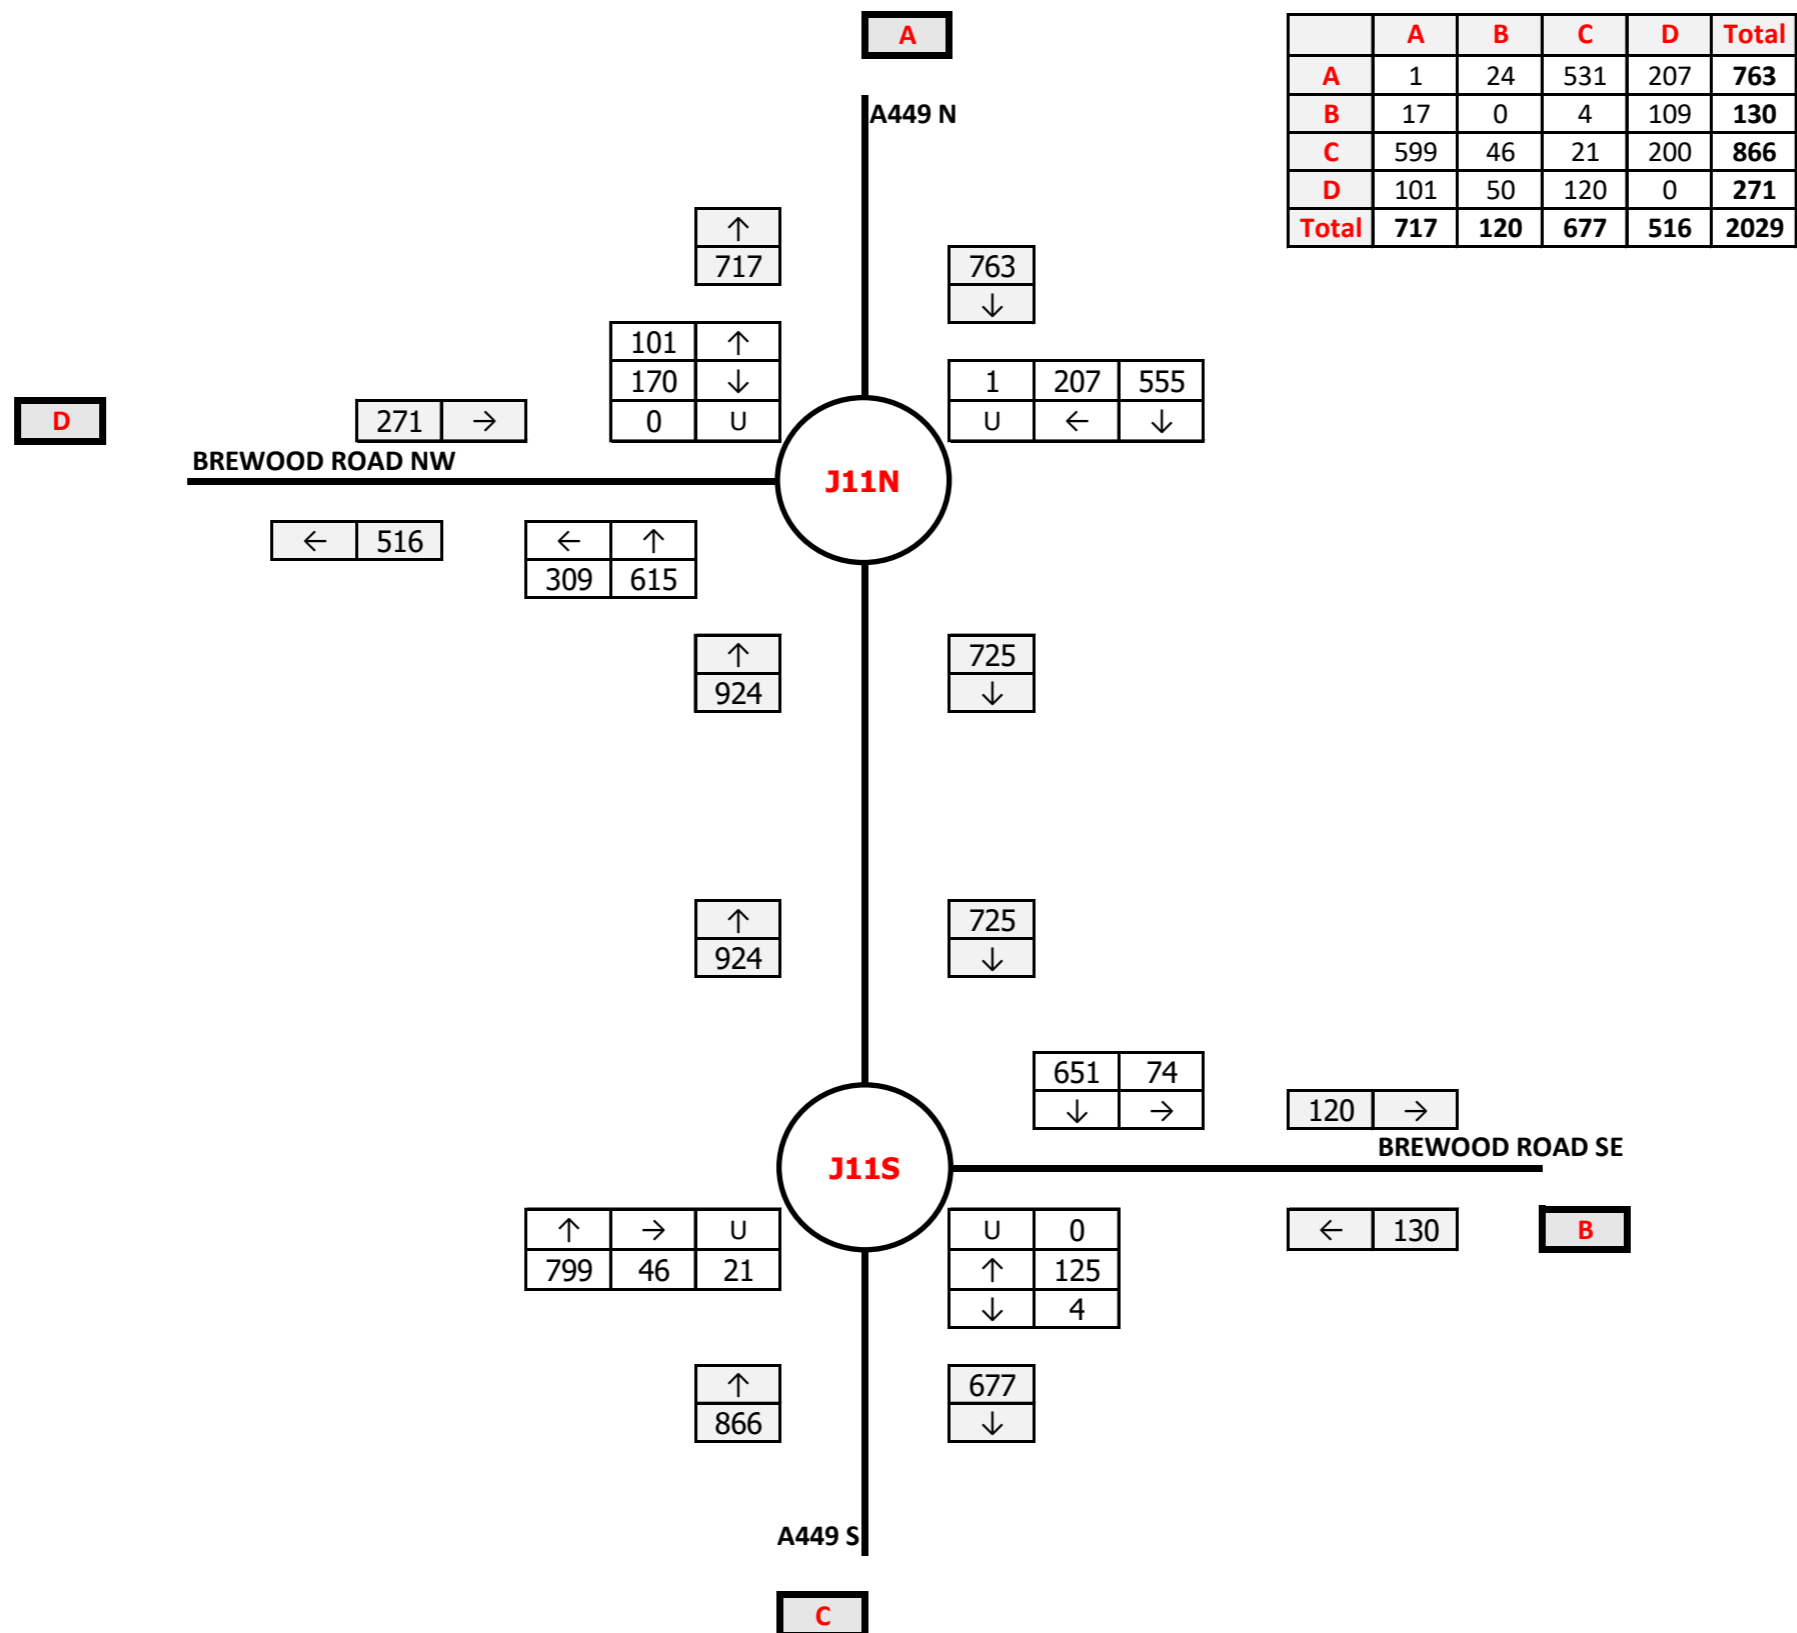 A
A B C D Total
A 1 24 531 207 763
B 17 0 4 109 130
C 599 46 21 200 866
D 101 50 120 0 271
Total 717 120 677 516 2029
A449 N
↑
717
763
↓
101 ↑
170 ↓
0 U
1 207 555
U ← ↓
D
271 →
BREWOOD ROAD NW
J11N
← 516
← ↑
309 615
↑
924
725
↓
↑
924
725
↓
651 74
↓ →
120 →
BREWOOD ROAD SE
J11S
↑ → U
799 46 21
U 0
↑ 125
↓ 4
← 130
B
↑
866
677
↓
A449 S
C